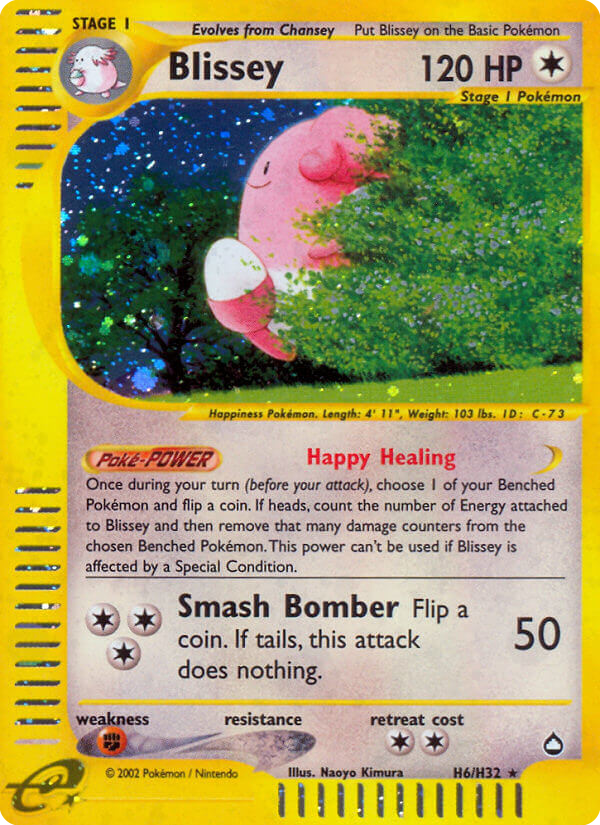 STAGE 1
Evolves from Chansey Put Blissey on the Basic Pokémon
Blissey 120 HP
Stage 1 Pokémon
Happiness Pokémon. Length: 4' 11", Weight: 103 lbs. ID: C-73
Poké-POWER Happy Healing
Once during your turn (before your attack), choose 1 of your Benched
Pokémon and flip a coin. If heads, count the number of Energy attached
to Blissey and then remove that many damage counters from the
chosen Benched Pokémon. This power can't be used if Blissey is
affected by a Special Condition.
Smash Bomber Flip a
coin. If tails, this attack
does nothing.
50
weakness resistance retreat cost
© 2002 Pokémon / Nintendo Illus. Naoyo Kimura H6/H32 ★
e